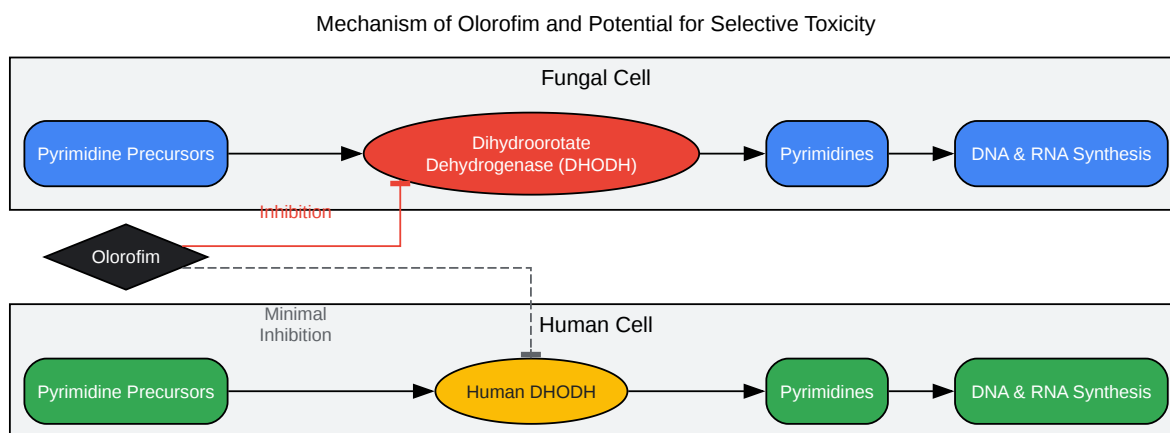 Mechanism of Olorofim and Potential for Selective Toxicity
Fungal Cell
Pyrimidine Precursors
Dihydroorotate
Dehydrogenase (DHODH)
Pyrimidines
DNA & RNA Synthesis
Inhibition
Olorofim
Minimal
Inhibition
Human Cell
Pyrimidine Precursors
Human DHODH
Pyrimidines
DNA & RNA Synthesis